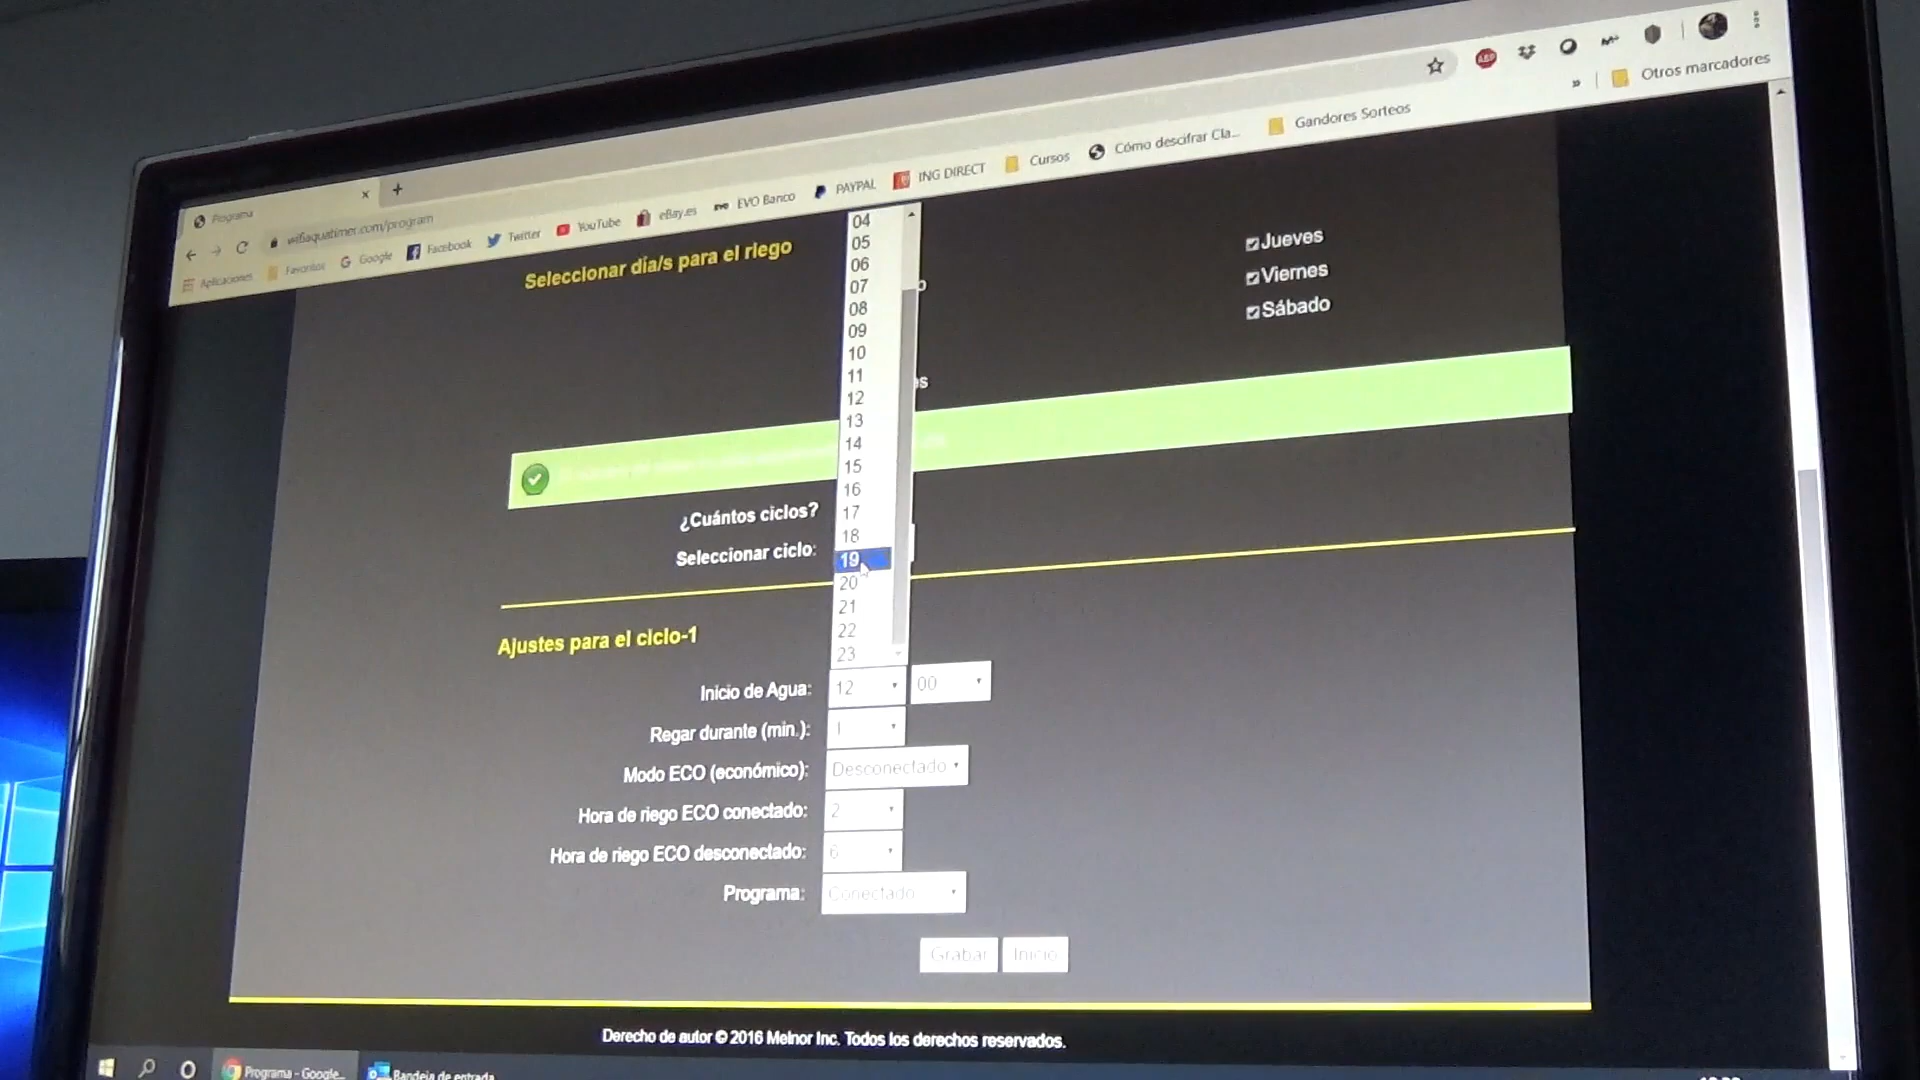 Programa
wifiaquatimer.com/program
Otros marcadores
Aplicaciones Favoritos Google Facebook Twitter YouTube eBay.es EVO Banco PAYPAL ING DIRECT Cursos Cómo descifrar Cla... Gandores Sorteos
Seleccionar día/s para el riego
Jueves
Viernes
Sábado
04
05
06
07
08
09
10
11
12
13
14
15
16
17
18
19
20
21
22
23
¿Cuántos ciclos?
Seleccionar ciclo:
Ajustes para el ciclo-1
Inicio de Agua: 12 00
Regar durante (min.): 1
Modo ECO (económico): Desconectado
Hora de riego ECO conectado: 2
Hora de riego ECO desconectado: 6
Programa: Conectado
Grabar Inicio
Derecho de autor © 2016 Melnor Inc. Todos los derechos reservados.
Programa - Google... Bandeja de entrada